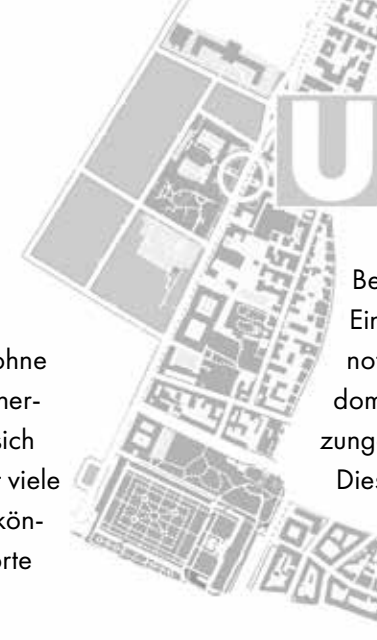 U
ohne
ner-
sich
viele
kön-
orte
Be
Ein
not
dom
zung
Dies